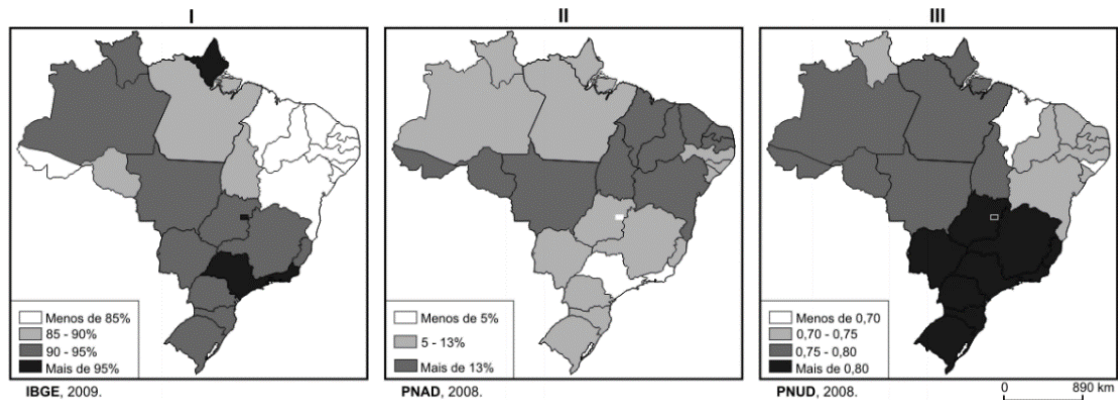 I
Menos de 85%
85 - 90%
90 - 95%
Mais de 95%
IBGE, 2009.
II
Menos de 5%
5 - 13%
Mais de 13%
PNAD, 2008.
III
Menos de 0,70
0,70 - 0,75
0,75 - 0,80
Mais de 0,80
PNUD, 2008.
0 890 km